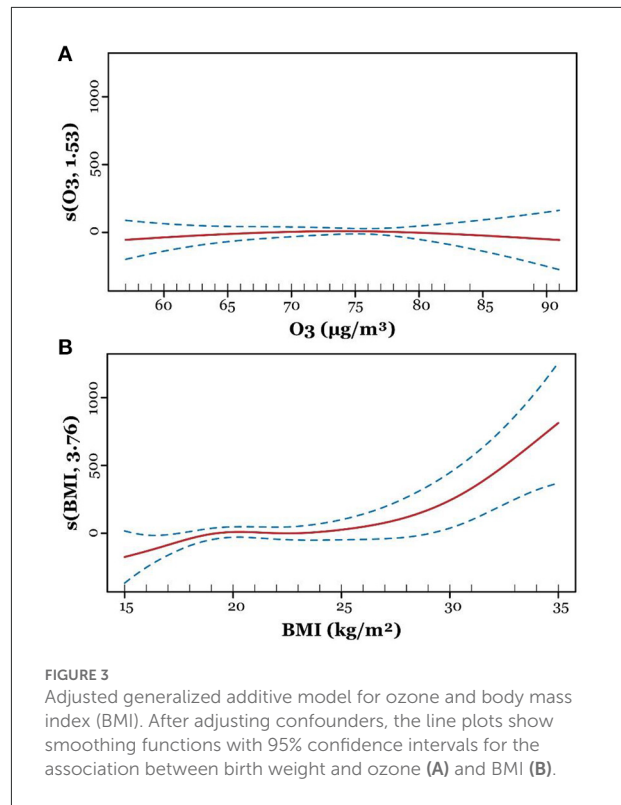 A
s(O3, 1.53)
1000
500
0
60 65 70 75 80 85 90
O3 (µg/m³)
B
s(BMI, 3.76)
1000
500
0
15 20 25 30 35
BMI (kg/m²)
FIGURE 3
Adjusted generalized additive model for ozone and body mass
index (BMI). After adjusting confounders, the line plots show
smoothing functions with 95% confidence intervals for the
association between birth weight and ozone (A) and BMI (B).